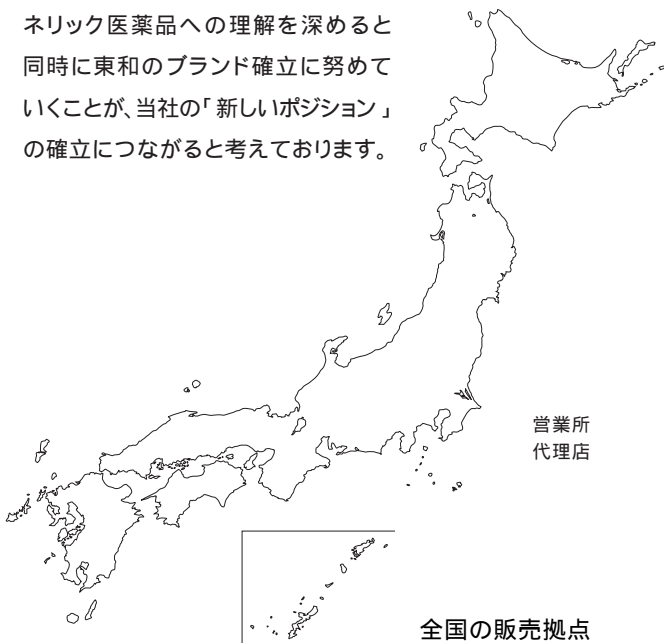 ネリック医薬品への理解を深めると
同時に東和のブランド確立に努めて
いくことが、当社の「新しいポジション」
の確立につながると考えております。
営業所
代理店
全国の販売拠点